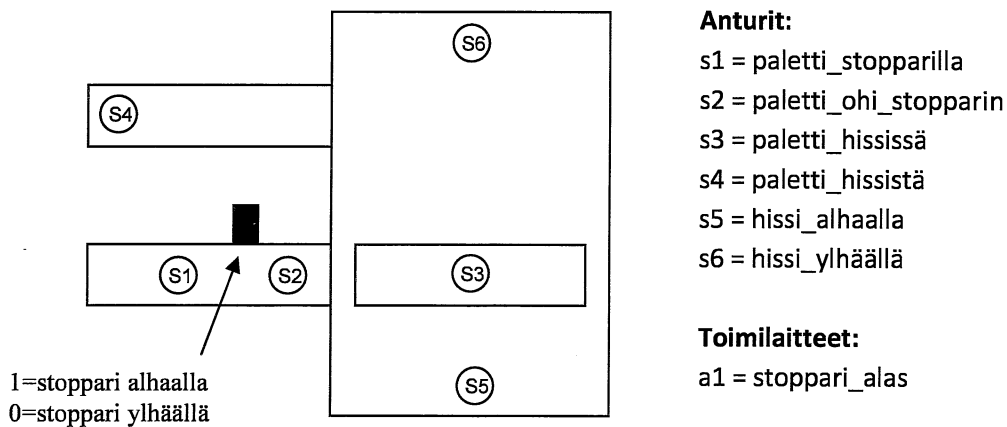 S6
S4
S1
S2
S3
S5
1=stoppari alhaalla
0=stoppari ylhäällä
Anturit:
s1 = paletti_stopparilla
s2 = paletti_ohi_stopparin
s3 = paletti_hississä
s4 = paletti_hissistä
s5 = hissi_alhaalla
s6 = hissi_ylhäällä
Toimilaitteet:
a1 = stoppari_alas